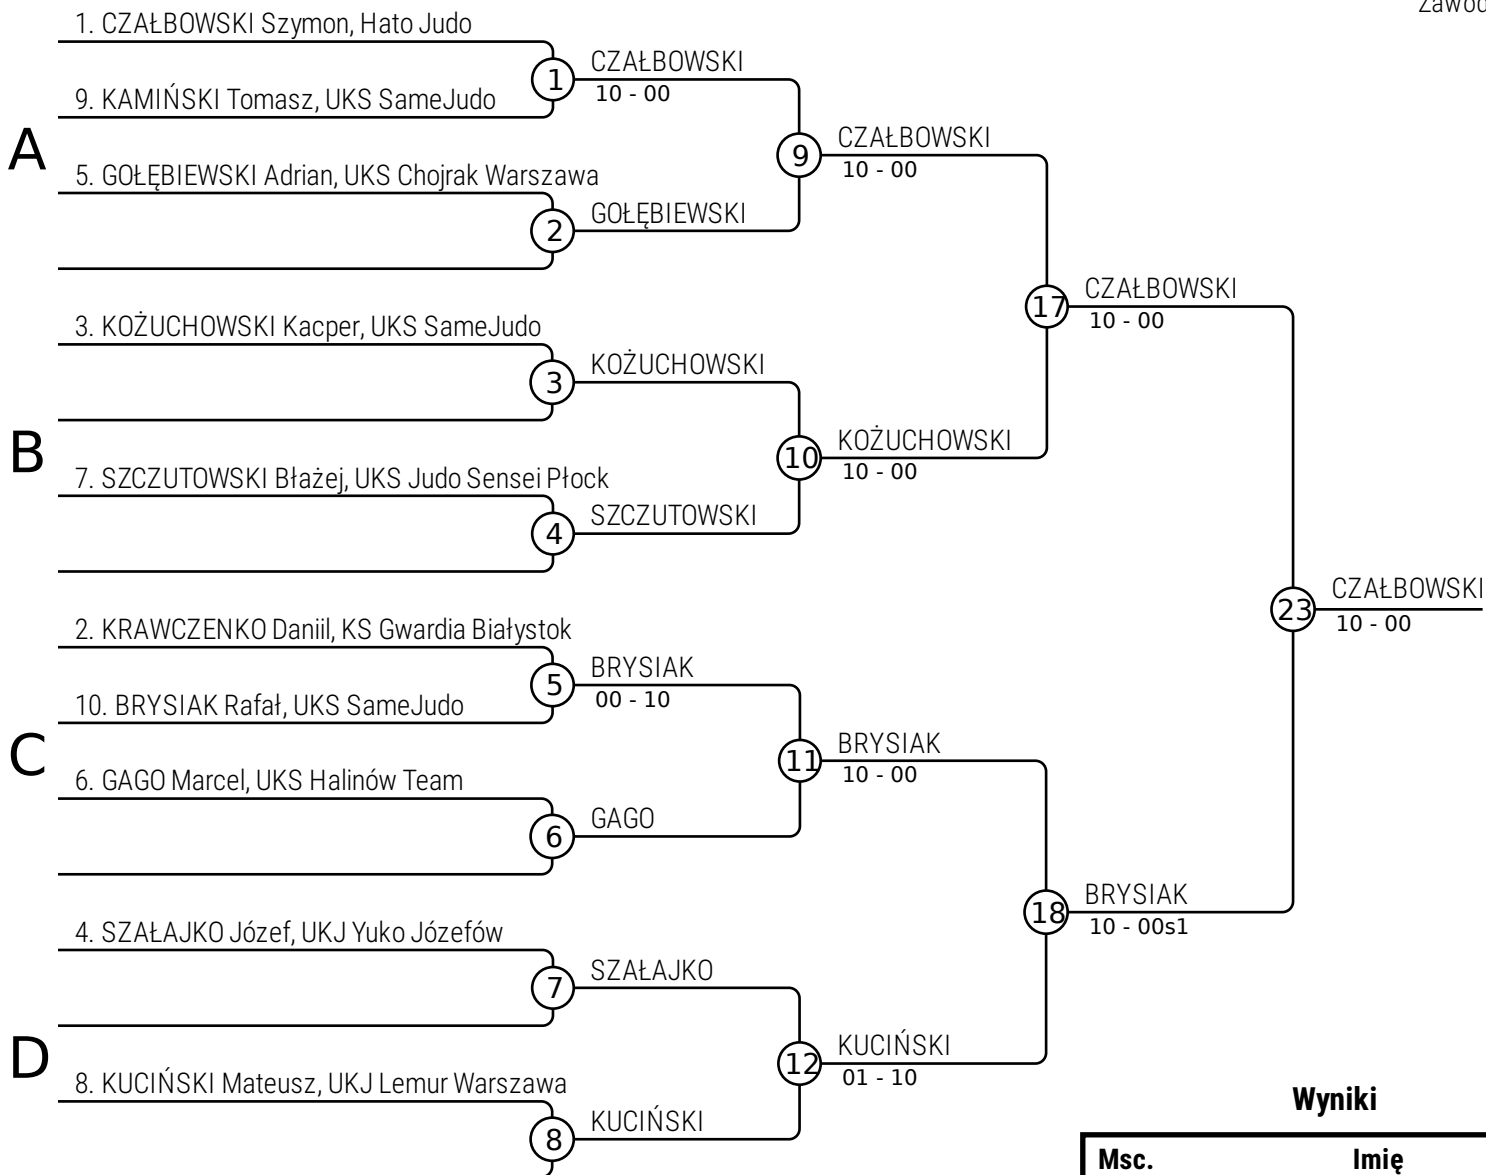 Zawod
1. CZAŁBOWSKI Szymon, Hato Judo
1
CZAŁBOWSKI
10 - 00
9. KAMIŃSKI Tomasz, UKS SameJudo
A
9
CZAŁBOWSKI
10 - 00
5. GOŁĘBIEWSKI Adrian, UKS Chojrak Warszawa
2
GOŁĘBIEWSKI
17
CZAŁBOWSKI
10 - 00
3. KOŻUCHOWSKI Kacper, UKS SameJudo
3
KOŻUCHOWSKI
B
10
KOŻUCHOWSKI
10 - 00
7. SZCZUTOWSKI Błażej, UKS Judo Sensei Płock
4
SZCZUTOWSKI
23
CZAŁBOWSKI
10 - 00
2. KRAWCZENKO Daniil, KS Gwardia Białystok
5
BRYSIAK
00 - 10
10. BRYSIAK Rafał, UKS SameJudo
C
11
BRYSIAK
10 - 00
6. GAGO Marcel, UKS Halinów Team
6
GAGO
18
BRYSIAK
10 - 00s1
4. SZAŁAJKO Józef, UKJ Yuko Józefów
7
SZAŁAJKO
D
12
KUCIŃSKI
01 - 10
8. KUCIŃSKI Mateusz, UKJ Lemur Warszawa
8
KUCIŃSKI
Wyniki
Msc. Imię